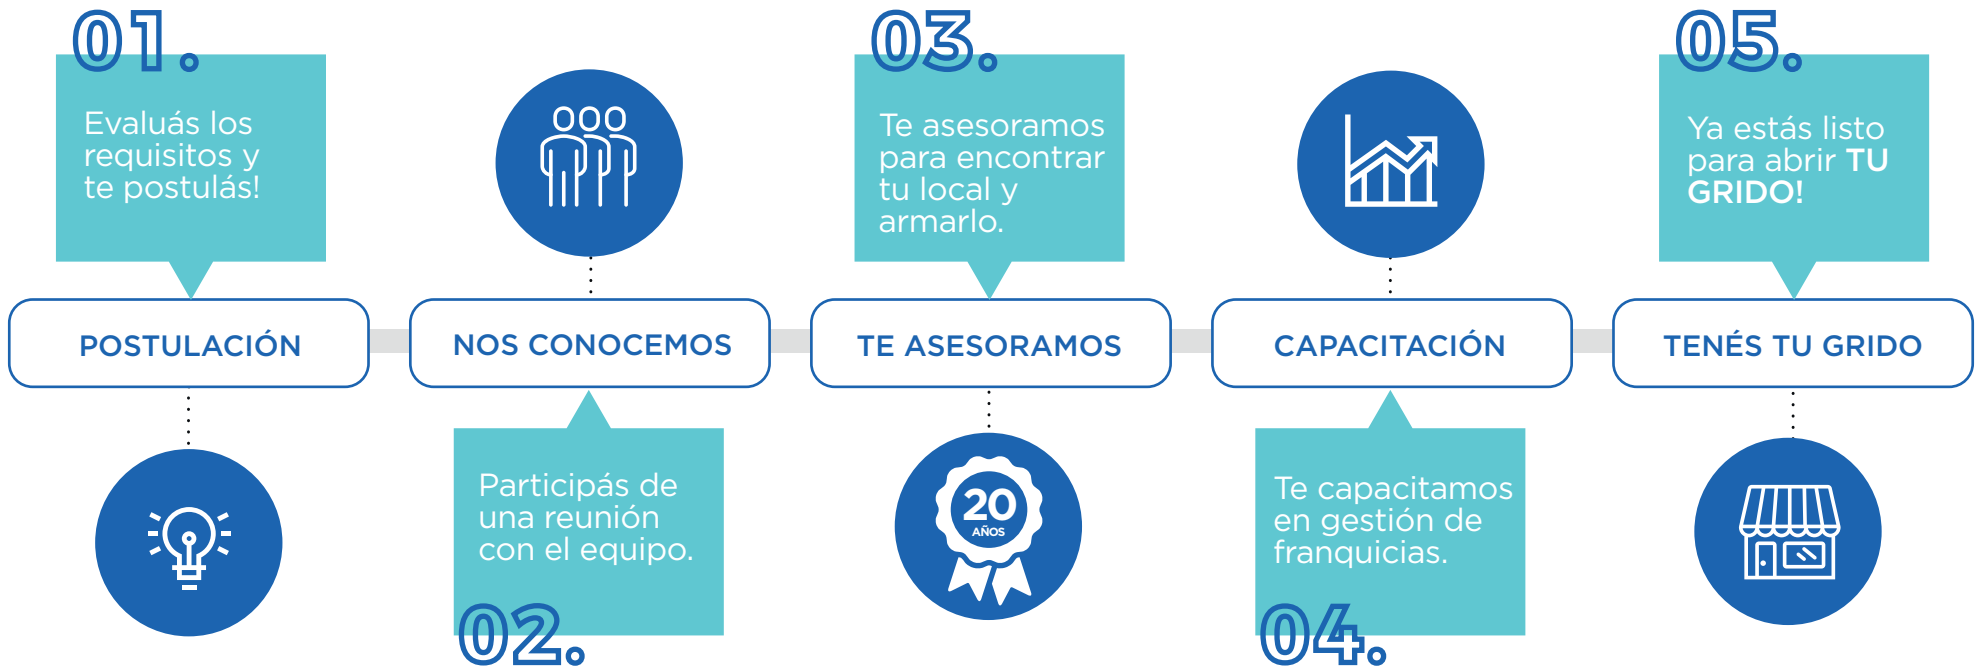 01.
Evaluás los
requisitos y
te postulás!
POSTULACIÓN
NOS CONOCEMOS
Participás de
una reunión
con el equipo.
02.
03.
Te asesoramos
para encontrar
tu local y
armarlo.
TE ASESORAMOS
20
AÑOS
CAPACITACIÓN
Te capacitamos
en gestión de
franquicias.
04.
05.
Ya estás listo
para abrir TU
GRIDO!
TENÉS TU GRIDO